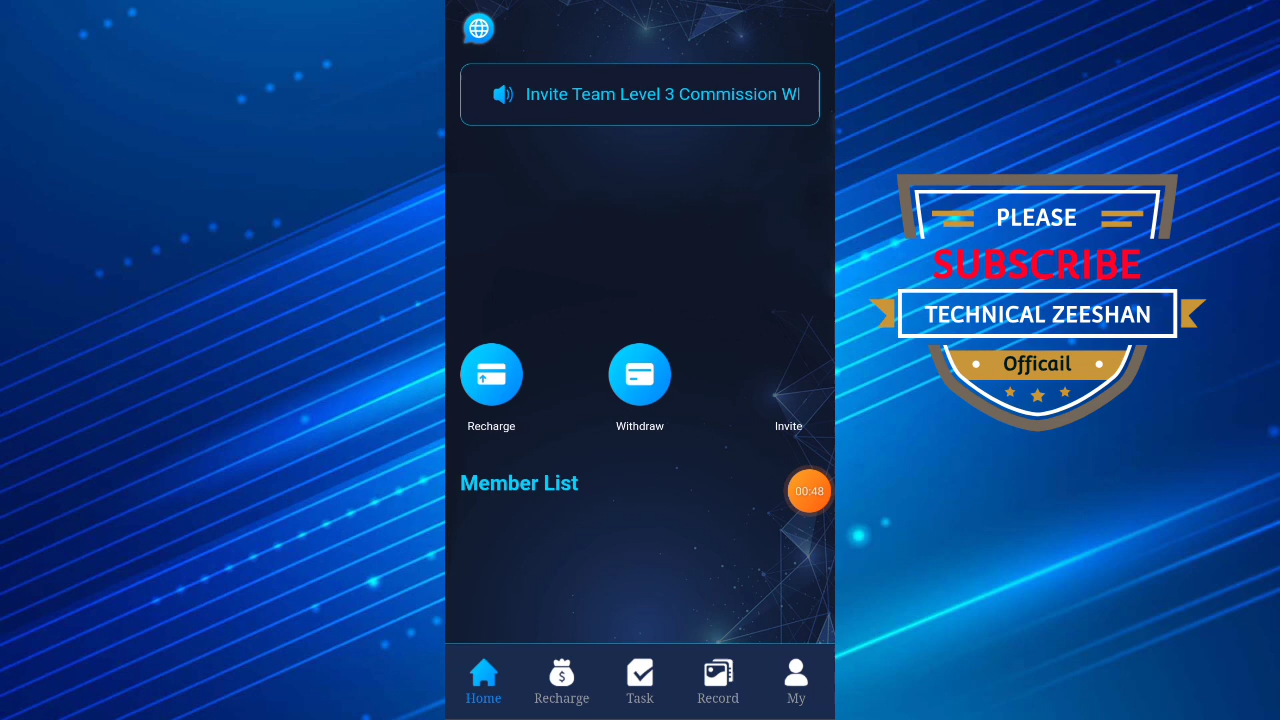 Invite Team Level 3 Commission
Recharge
Withdraw
Invite
Member List
00:48
Home
Recharge
Task
Record
My
PLEASE
SUBSCRIBE
TECHNICAL ZEESHAN
Officail